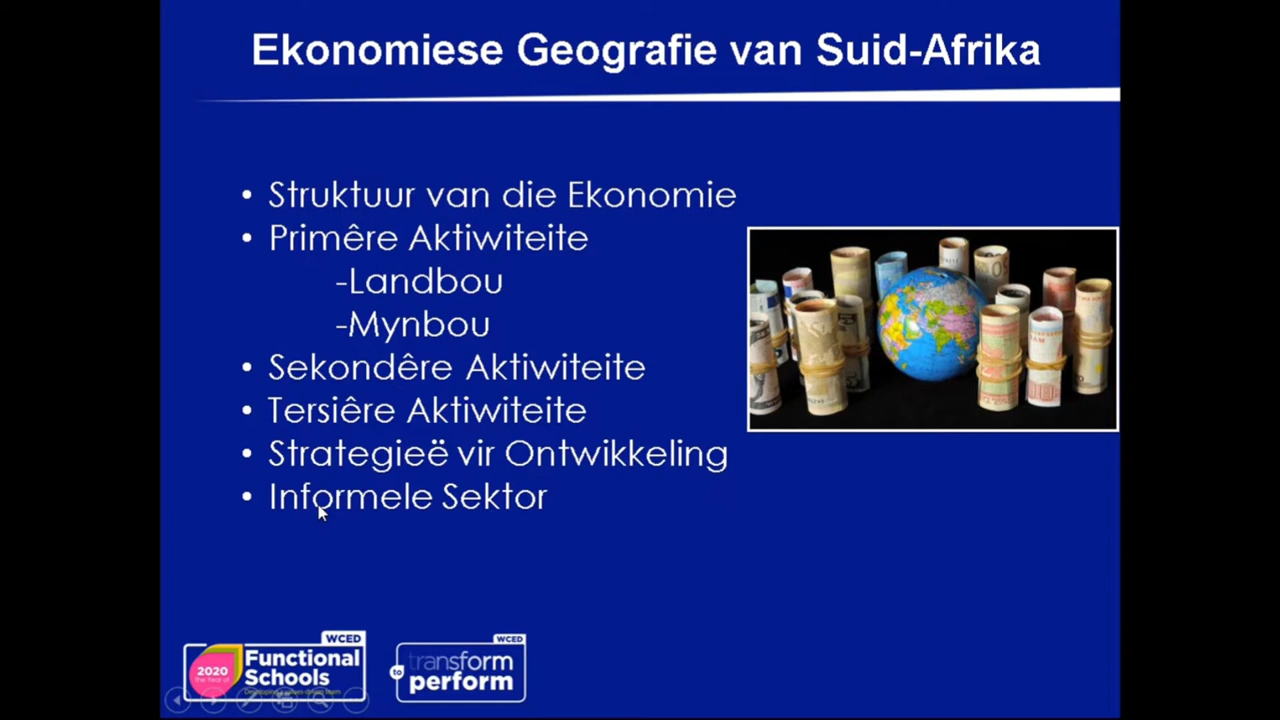 Ekonomiese Geografie van Suid-Afrika
• Struktuur van die Ekonomie
• Primêre Aktiwiteite
-Landbou
-Mynbou
• Sekondêre Aktiwiteite
• Tersiêre Aktiwiteite
• Strategieë vir Ontwikkeling
• Informele Sektor
WCED
2020
Functional
Schools
WCED
transform
to perform